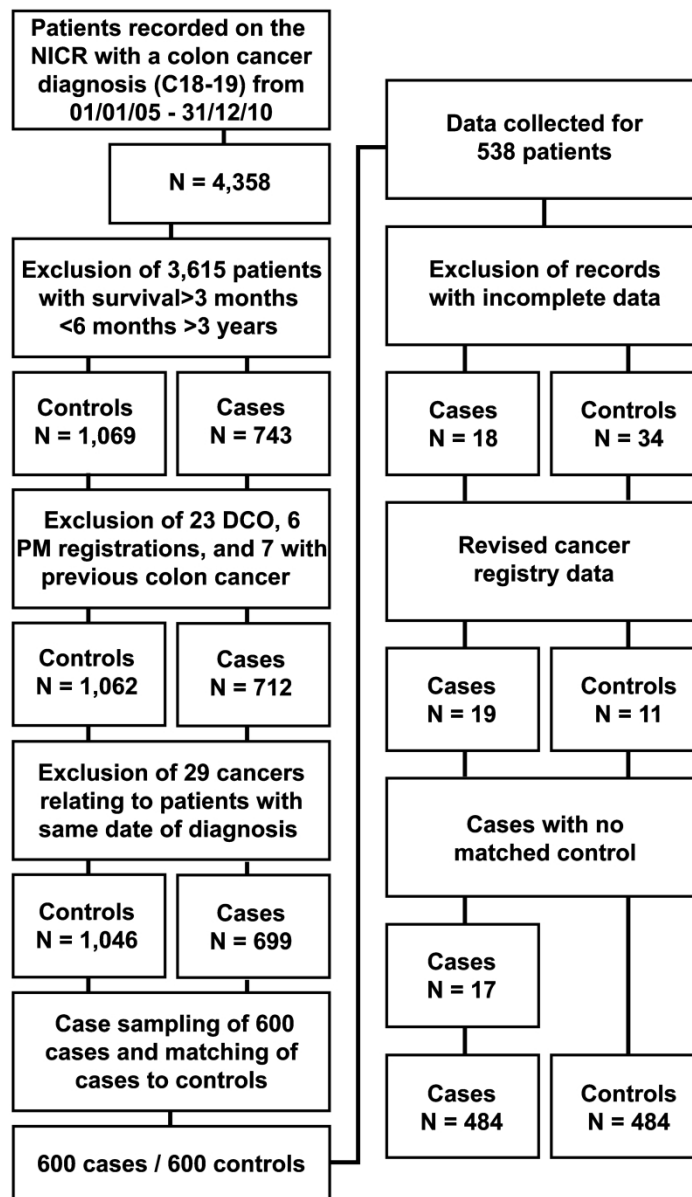 Patients recorded on the
NICR with a colon cancer
diagnosis (C18-19) from
01/01/05 - 31/12/10
N = 4,358
Exclusion of 3,615 patients
with survival>3 months
<6 months >3 years
Controls
N = 1,069
Cases
N = 743
Exclusion of 23 DCO, 6
PM registrations, and 7 with
previous colon cancer
Controls
N = 1,062
Cases
N = 712
Exclusion of 29 cancers
relating to patients with
same date of diagnosis
Controls
N = 1,046
Cases
N = 699
Case sampling of 600
cases and matching of
cases to controls
600 cases / 600 controls
Data collected for
538 patients
Exclusion of records
with incomplete data
Cases
N = 18
Controls
N = 34
Revised cancer
registry data
Cases
N = 19
Controls
N = 11
Cases with no
matched control
Cases
N = 17
Cases
N = 484
Controls
N = 484